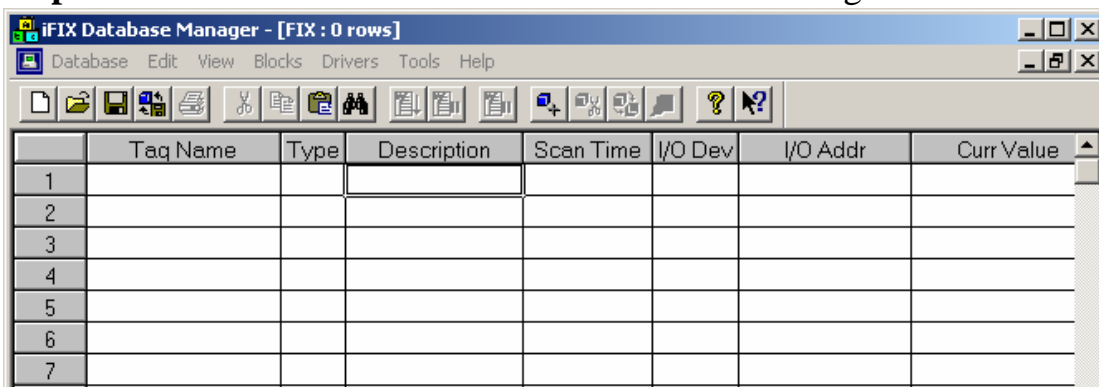 iFIX Database Manager - [FIX : 0 rows]
Database Edit View Blocks Drivers Tools Help
Tag Name Type Description Scan Time I/O Dev I/O Addr Curr Value
1
2
3
4
5
6
7